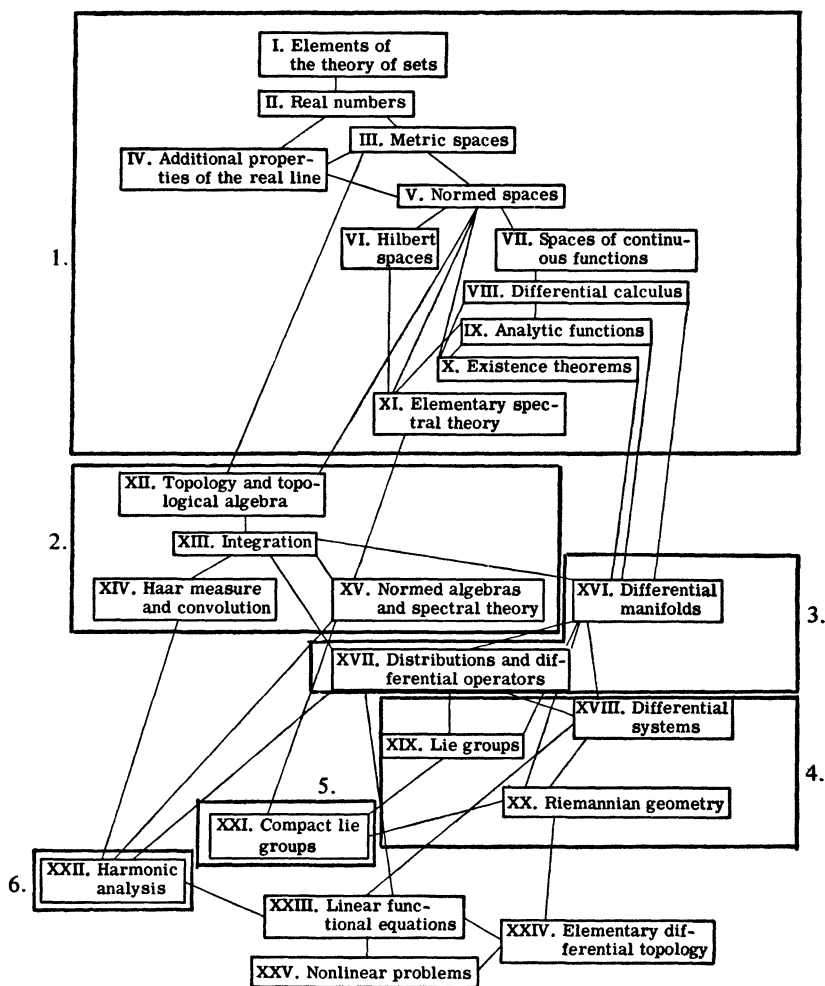 I. Elements of
the theory of sets
II. Real numbers
III. Metric spaces
IV. Additional proper-
ties of the real line
V. Normed spaces
VI. Hilbert
spaces
VII. Spaces of continu-
ous functions
1.
VIII. Differential calculus
IX. Analytic functions
X. Existence theorems
XI. Elementary spec-
tral theory
XII. Topology and topo-
logical algebra
2.
XIII. Integration
XIV. Haar measure
and convolution
XV. Normed algebras
and spectral theory
XVI. Differential
manifolds
3.
XVII. Distributions and dif-
ferential operators
XVIII. Differential
systems
XIX. Lie groups
4.
5.
XX. Riemannian geometry
XXI. Compact lie
groups
6.
XXII. Harmonic
analysis
XXIII. Linear func-
tional equations
XXIV. Elementary dif-
ferential topology
XXV. Nonlinear problems